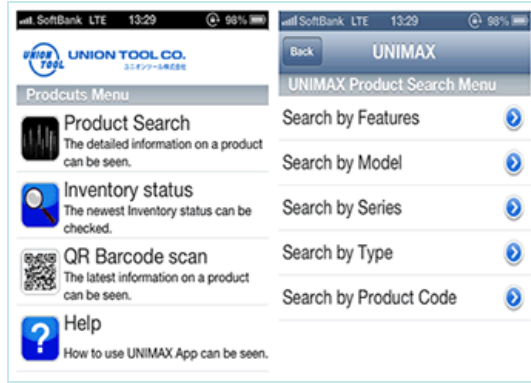 SoftBank LTE 13:29 98%
UNION TOOL
UNION TOOL CO.
ユニオンツール株式会社
Prodcuts Menu
Product Search
The detailed information on a product
can be seen.
Inventory status
The newest Inventory status can be
checked.
QR Barcode scan
The latest information on a product
can be seen.
Help
How to use UNIMAX App can be seen.
SoftBank LTE 13:29 98%
Back UNIMAX
UNIMAX Product Search Menu
Search by Features
Search by Model
Search by Series
Search by Type
Search by Product Code